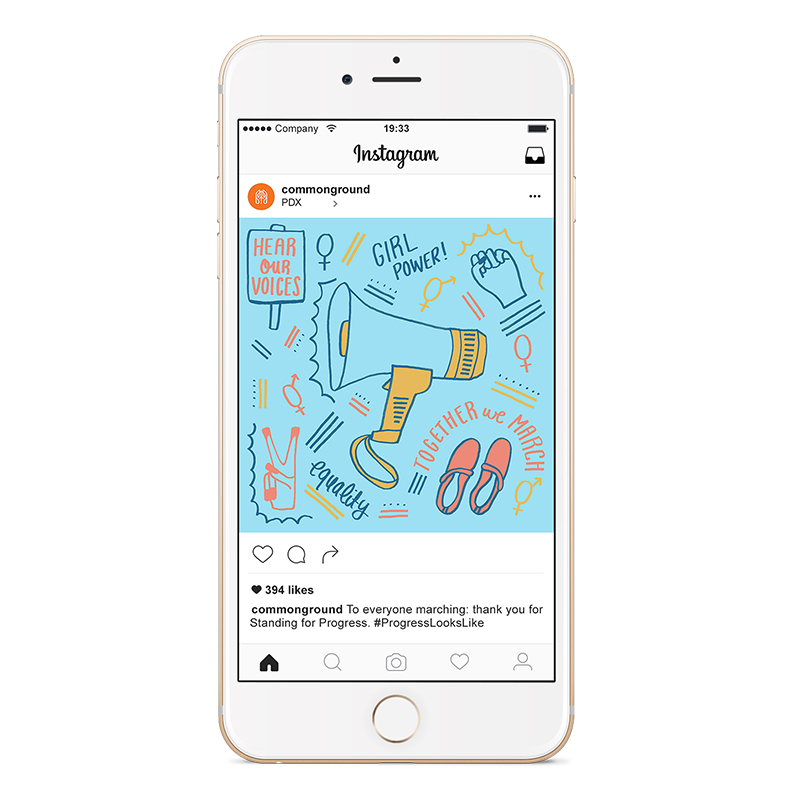 Company 19:33
Instagram
commonground
PDX
HEAR
OUR
VOICES
GIRL
POWER!
TOGETHER we MARCH
equality
394 likes
commonground To everyone marching: thank you for
Standing for Progress. #ProgressLooksLike